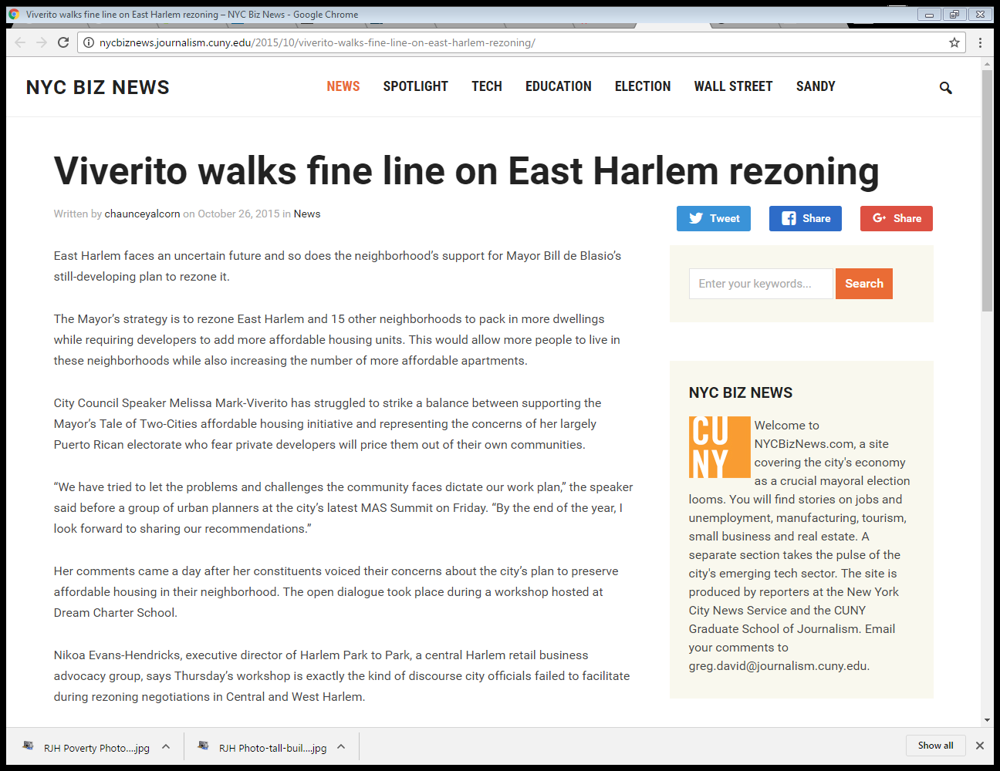 Viverito walks fine line on East Harlem rezoning – NYC Biz News - Google Chrome
nycbiznews.journalism.cuny.edu/2015/10/viverito-walks-fine-line-on-east-harlem-rezoning/
NYC BIZ NEWS
NEWS SPOTLIGHT TECH EDUCATION ELECTION WALL STREET SANDY
Viverito walks fine line on East Harlem rezoning
Written by chaunceyalcorn on October 26, 2015 in News
Tweet
Share
G+ Share
East Harlem faces an uncertain future and so does the neighborhood’s support for Mayor Bill de Blasio’s
still-developing plan to rezone it.
The Mayor’s strategy is to rezone East Harlem and 15 other neighborhoods to pack in more dwellings
while requiring developers to add more affordable housing units. This would allow more people to live in
these neighborhoods while also increasing the number of more affordable apartments.
City Council Speaker Melissa Mark-Viverito has struggled to strike a balance between supporting the
Mayor’s Tale of Two-Cities affordable housing initiative and representing the concerns of her largely
Puerto Rican electorate who fear private developers will price them out of their own communities.
“We have tried to let the problems and challenges the community faces dictate our work plan,” the speaker
said before a group of urban planners at the city’s latest MAS Summit on Friday. “By the end of the year, I
look forward to sharing our recommendations.”
Her comments came a day after her constituents voiced their concerns about the city’s plan to preserve
affordable housing in their neighborhood. The open dialogue took place during a workshop hosted at
Dream Charter School.
Nikoa Evans-Hendricks, executive director of Harlem Park to Park, a central Harlem retail business
advocacy group, says Thursday’s workshop is exactly the kind of discourse city officials failed to facilitate
during rezoning negotiations in Central and West Harlem.
Enter your keywords...
Search
NYC BIZ NEWS
CU
NY
Welcome to
NYCBizNews.com, a site
covering the city's economy
as a crucial mayoral election
looms. You will find stories on jobs and
unemployment, manufacturing, tourism,
small business and real estate. A
separate section takes the pulse of the
city's emerging tech sector. The site is
produced by reporters at the New York
City News Service and the CUNY
Graduate School of Journalism. Email
your comments to
greg.david@journalism.cuny.edu.
RJH Poverty Photo....jpg
RJH Photo-tall-buil....jpg
Show all